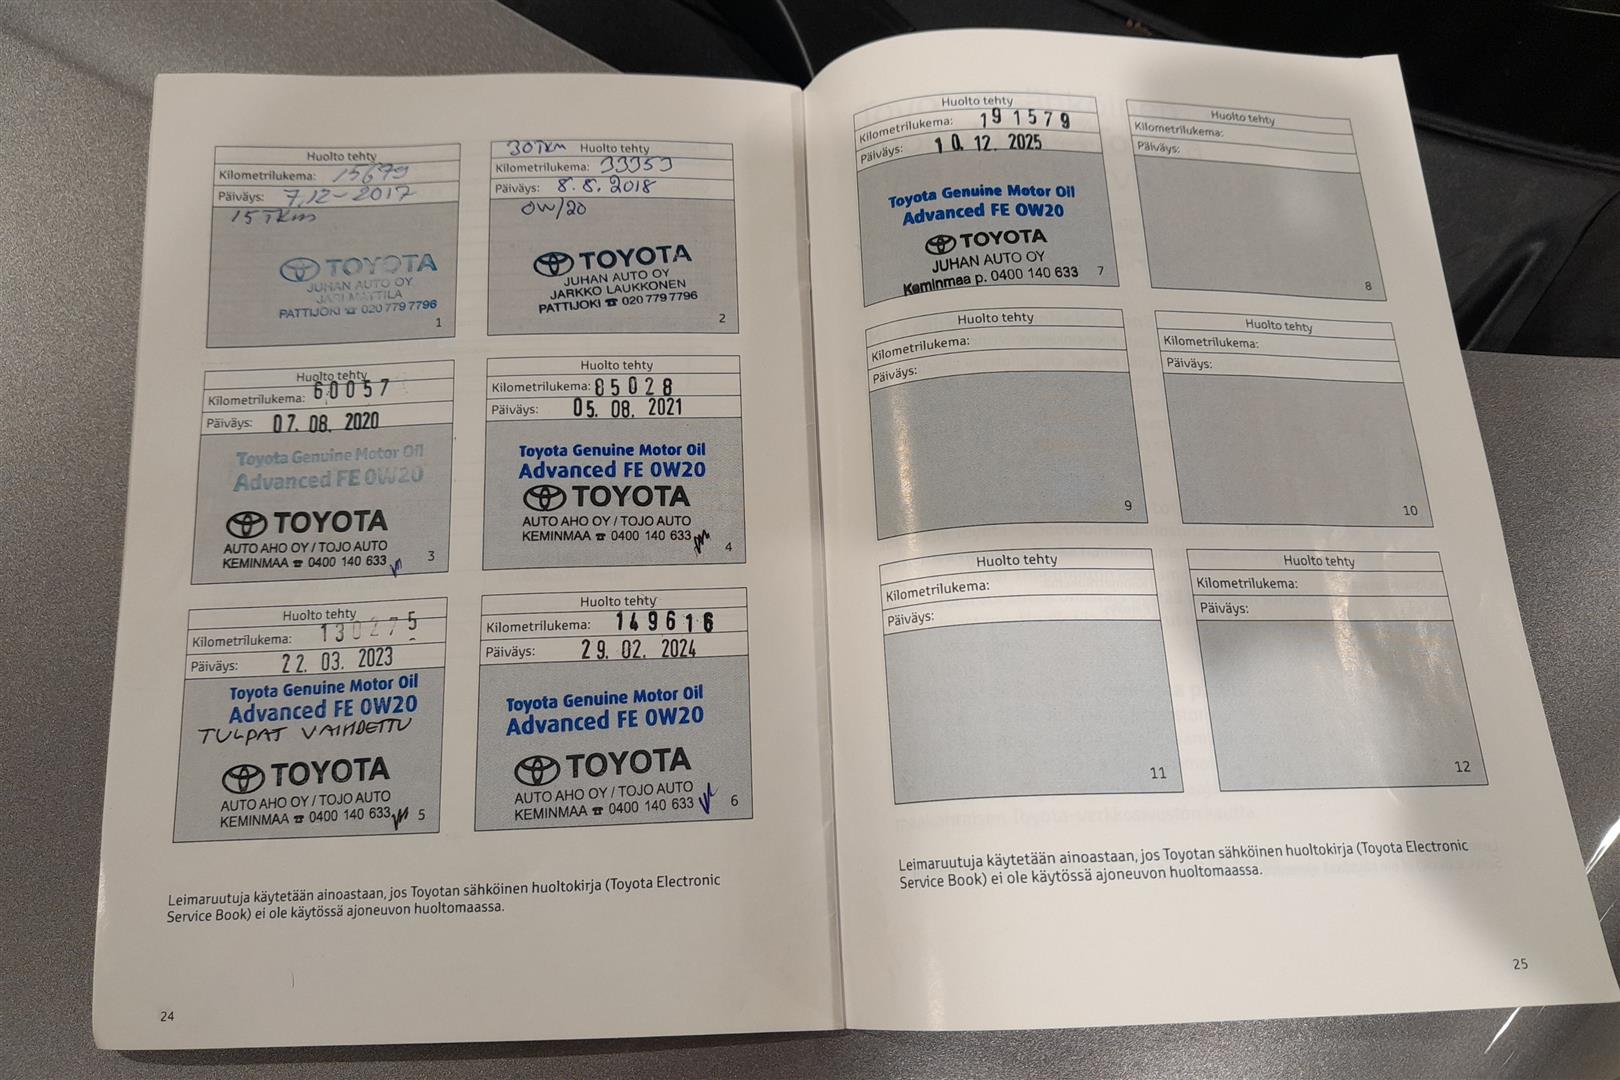 Huolto tehty
Kilometrilukema: 15679
Päiväys: 7.12-2017
15 TKm
TOYOTA
JUHAN AUTO OY
JARI MATTILA
PATTIJOKI ☎ 020 779 7796
1
30TKM Huolto tehty
Kilometrilukema: 33353
Päiväys: 8.8.2018
0W/20
TOYOTA
JUHAN AUTO OY
JARKKO LAUKKONEN
PATTIJOKI ☎ 020 779 7796
2
Huolto tehty
Kilometrilukema: 60057
Päiväys: 07. 08. 2020
Toyota Genuine Motor Oil
Advanced FE 0W20
TOYOTA
AUTO AHO OY / TOJO AUTO
KEMINMAA ☎ 0400 140 633
3
Huolto tehty
Kilometrilukema: 85028
Päiväys: 05. 08. 2021
Toyota Genuine Motor Oil
Advanced FE 0W20
TOYOTA
AUTO AHO OY / TOJO AUTO
KEMINMAA ☎ 0400 140 633
4
Huolto tehty
Kilometrilukema: 130275
Päiväys: 22. 03. 2023
Toyota Genuine Motor Oil
Advanced FE 0W20
TULPAT VAIHDETTU
TOYOTA
AUTO AHO OY / TOJO AUTO
KEMINMAA ☎ 0400 140 633
5
Huolto tehty
Kilometrilukema: 149616
Päiväys: 29. 02. 2024
Toyota Genuine Motor Oil
Advanced FE 0W20
TOYOTA
AUTO AHO OY / TOJO AUTO
KEMINMAA ☎ 0400 140 633
6
Leimaruutuja käytetään ainoastaan, jos Toyotan sähköinen huoltokirja (Toyota Electronic
Service Book) ei ole käytössä ajoneuvon huoltomaassa.
24
Huolto tehty
Kilometrilukema: 191579
Päiväys: 10. 12. 2025
Toyota Genuine Motor Oil
Advanced FE 0W20
TOYOTA
JUHAN AUTO OY
Keminmaa p. 0400 140 633
7
Huolto tehty
Kilometrilukema:
Päiväys:
8
Huolto tehty
Kilometrilukema:
Päiväys:
9
Huolto tehty
Kilometrilukema:
Päiväys:
10
Huolto tehty
Kilometrilukema:
Päiväys:
11
Huolto tehty
Kilometrilukema:
Päiväys:
12
Leimaruutuja käytetään ainoastaan, jos Toyotan sähköinen huoltokirja (Toyota Electronic
Service Book) ei ole käytössä ajoneuvon huoltomaassa.
25